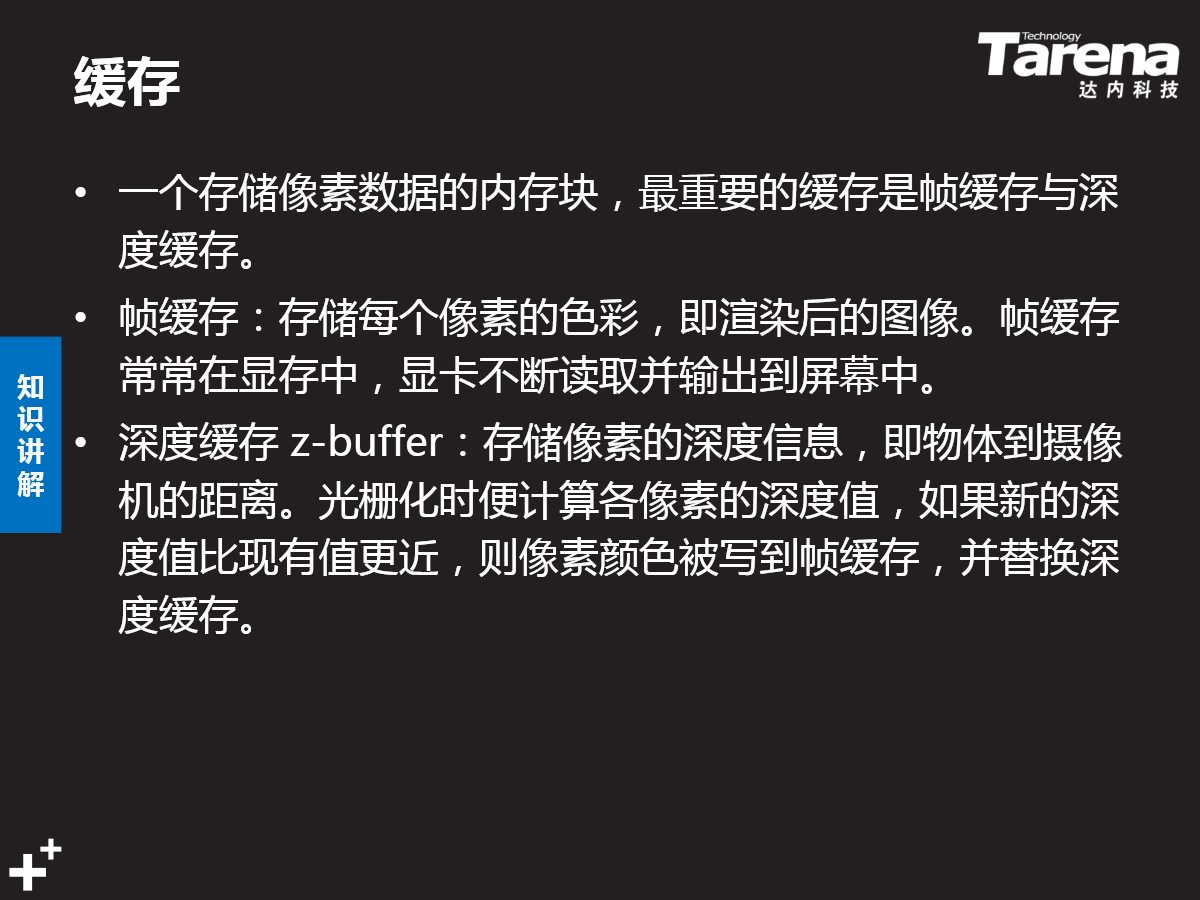 缓存
Technology
Tarena
达内科技
• 一个存储像素数据的内存块，最重要的缓存是帧缓存与深
度缓存。
• 帧缓存：存储每个像素的色彩，即渲染后的图像。帧缓存
常常在显存中，显卡不断读取并输出到屏幕中。
• 深度缓存 z-buffer：存储像素的深度信息，即物体到摄像
机的距离。光栅化时便计算各像素的深度值，如果新的深
度值比现有值更近，则像素颜色被写到帧缓存，并替换深
度缓存。
知识讲解